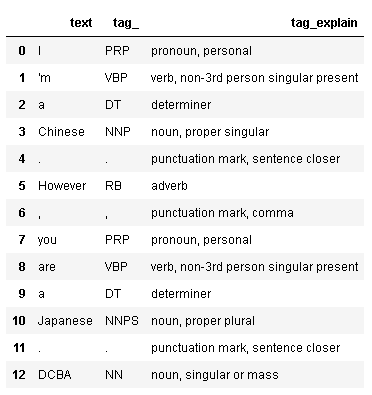 text tag_ tag_explain
0 I PRP pronoun, personal
1 'm VBP verb, non-3rd person singular present
2 a DT determiner
3 Chinese NNP noun, proper singular
4 . . punctuation mark, sentence closer
5 However RB adverb
6 , , punctuation mark, comma
7 you PRP pronoun, personal
8 are VBP verb, non-3rd person singular present
9 a DT determiner
10 Japanese NNPS noun, proper plural
11 . . punctuation mark, sentence closer
12 DCBA NN noun, singular or mass